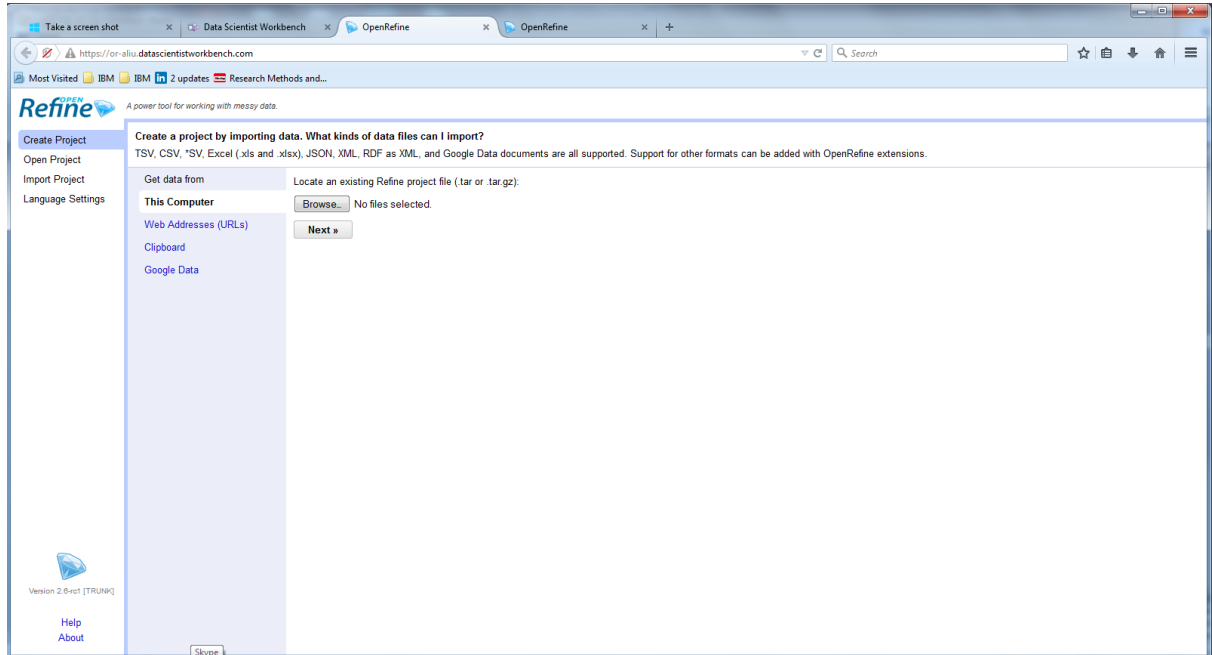 Take a screen shot
Data Scientist Workbench
OpenRefine
OpenRefine
https://or-aliu.datascientistworkbench.com
Search
Most Visited IBM IBM in 2 updates Research Methods and...
OPEN
Refine
A power tool for working with messy data.
Create Project
Open Project
Import Project
Language Settings
Create a project by importing data. What kinds of data files can I import?
TSV, CSV, *SV, Excel (.xls and .xlsx), JSON, XML, RDF as XML, and Google Data documents are all supported. Support for other formats can be added with OpenRefine extensions.
Get data from
This Computer
Web Addresses (URLs)
Clipboard
Google Data
Locate an existing Refine project file (.tar or .tar.gz):
Browse... No files selected.
Next »
Version 2.6-rc1 [TRUNK]
Help
About
Skype